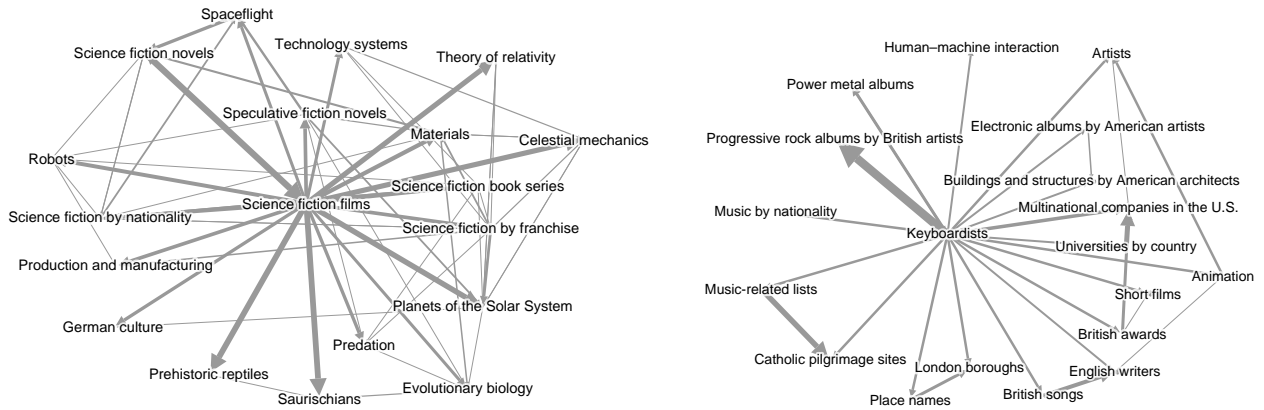 Spaceflight
Science fiction novels
Technology systems
Theory of relativity
Speculative fiction novels
Materials
Celestial mechanics
Robots
Science fiction book series
Science fiction films
Science fiction by nationality
Science fiction by franchise
Production and manufacturing
Planets of the Solar System
German culture
Predation
Prehistoric reptiles
Evolutionary biology
Saurischians
Human–machine interaction
Artists
Power metal albums
Electronic albums by American artists
Progressive rock albums by British artists
Buildings and structures by American architects
Multinational companies in the U.S.
Music by nationality
Keyboardists
Universities by country
Animation
Music-related lists
Short films
British awards
Catholic pilgrimage sites
London boroughs
English writers
Place names
British songs